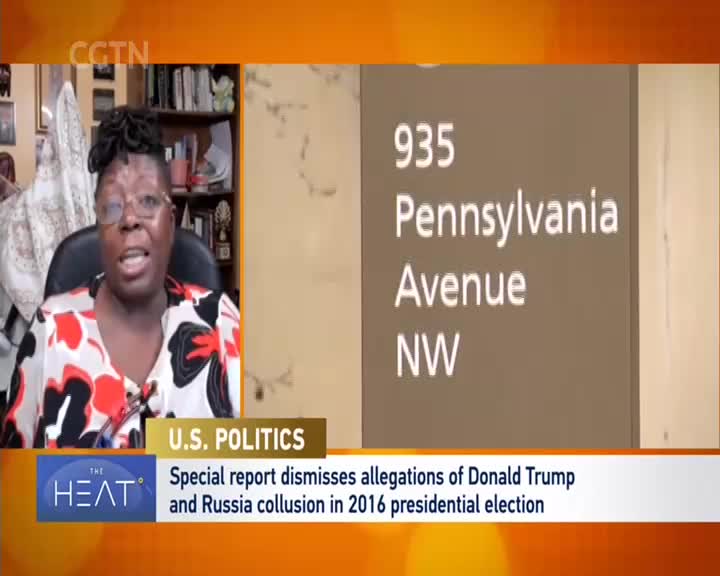 CGTN
935
Pennsylvania
Avenue
NW
U.S. POLITICS
THE
HEAT
Special report dismisses allegations of Donald Trump
and Russia collusion in 2016 presidential election